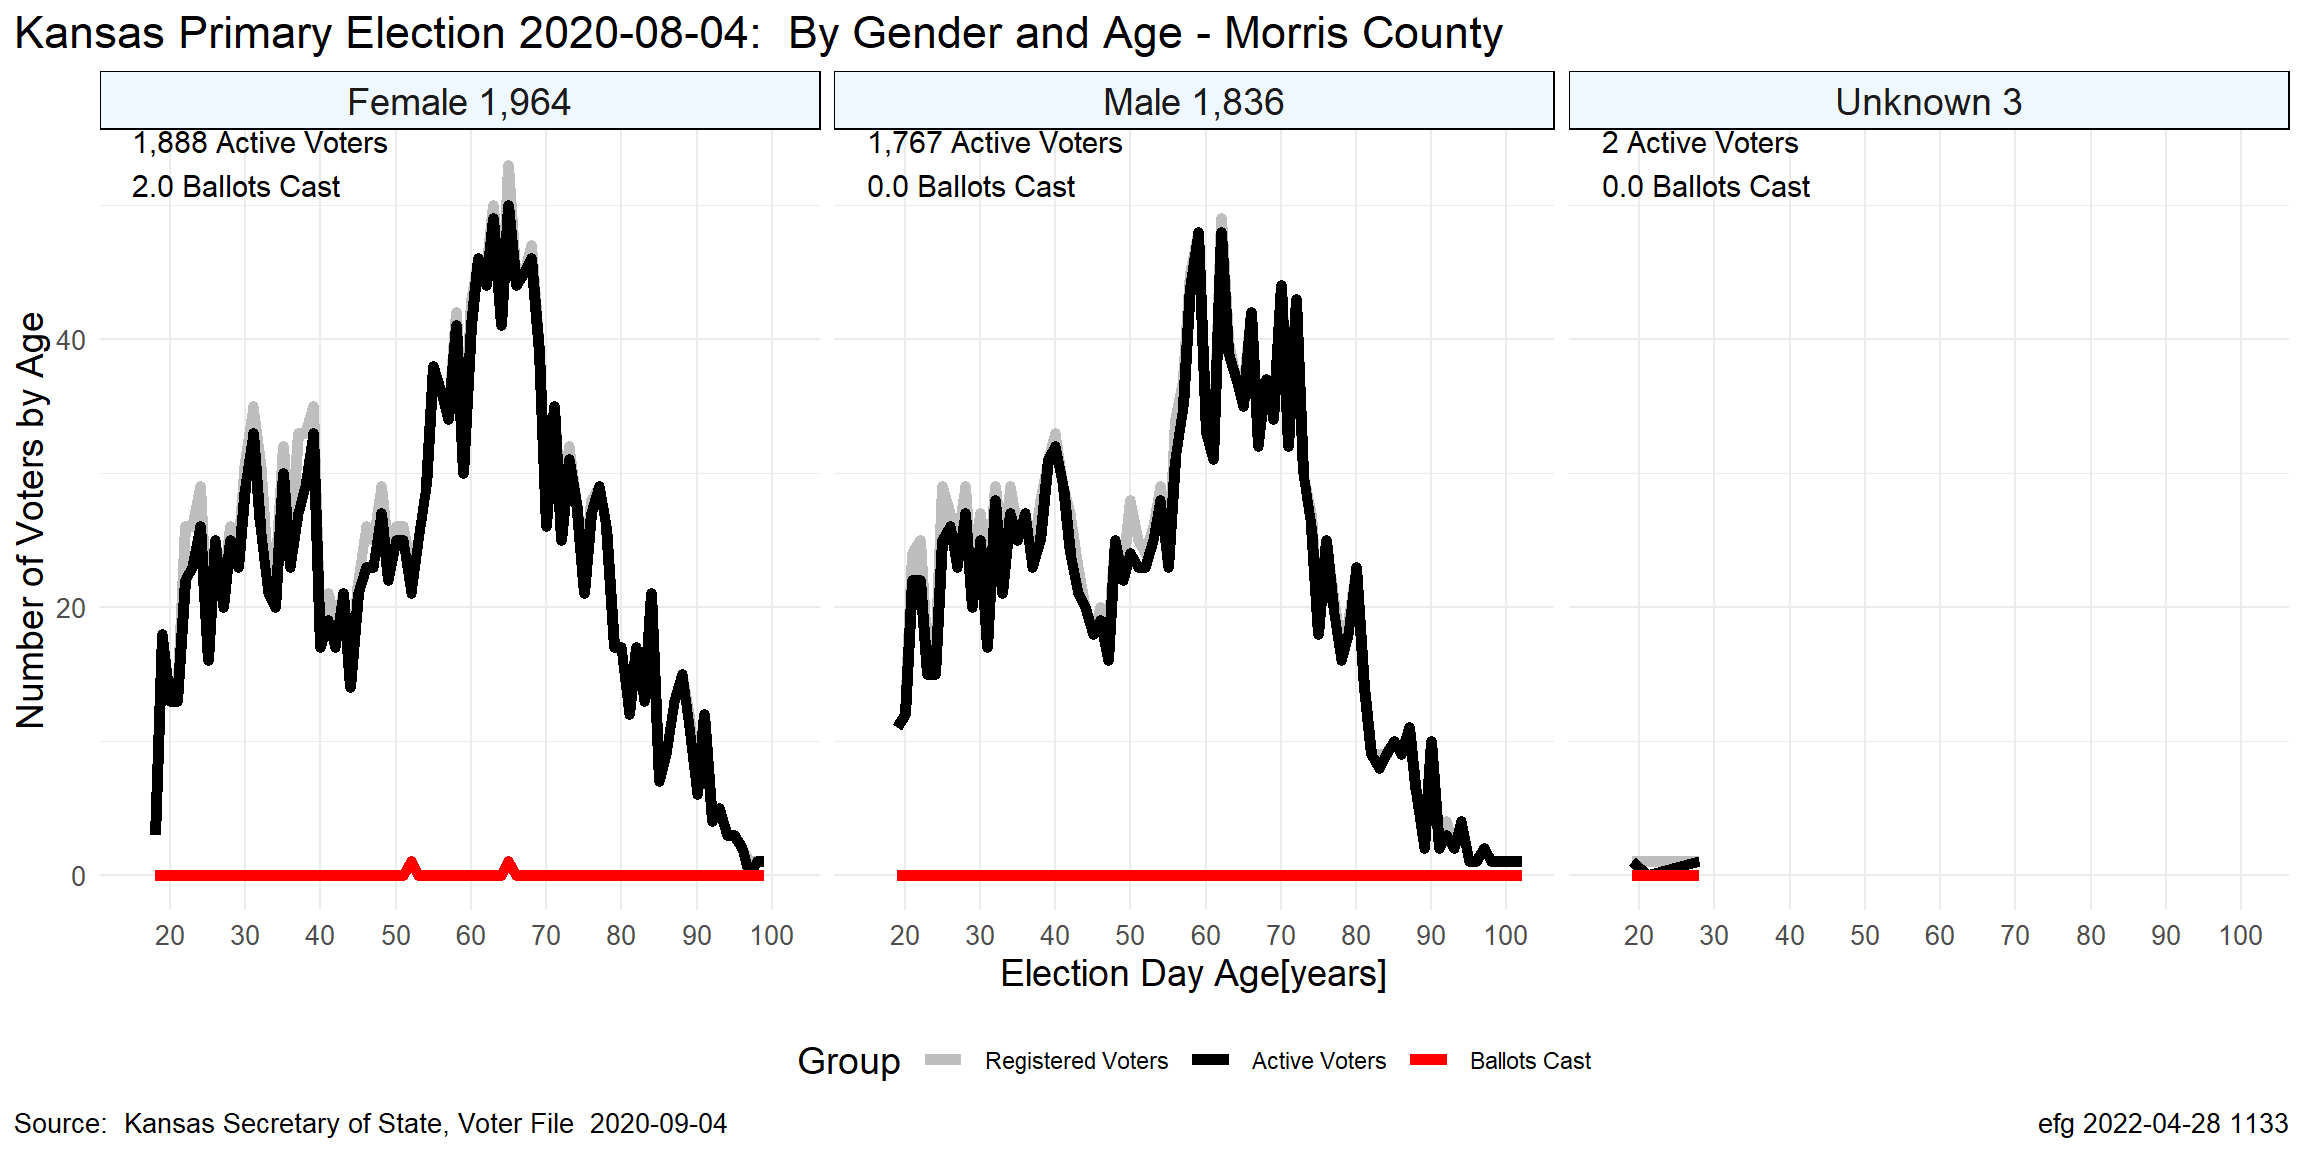 Kansas Primary Election 2020-08-04:  By Gender and Age - Morris County
Female 1,964
Male 1,836
Unknown 3
1,888 Active Voters
2.0 Ballots Cast
1,767 Active Voters
0.0 Ballots Cast
2 Active Voters
0.0 Ballots Cast
Number of Voters by Age
40
20
0
20 30 40 50 60 70 80 90 100
20 30 40 50 60 70 80 90 100
20 30 40 50 60 70 80 90 100
Election Day Age[years]
Group Registered Voters Active Voters Ballots Cast
Source:  Kansas Secretary of State, Voter File  2020-09-04
efg 2022-04-28 1133